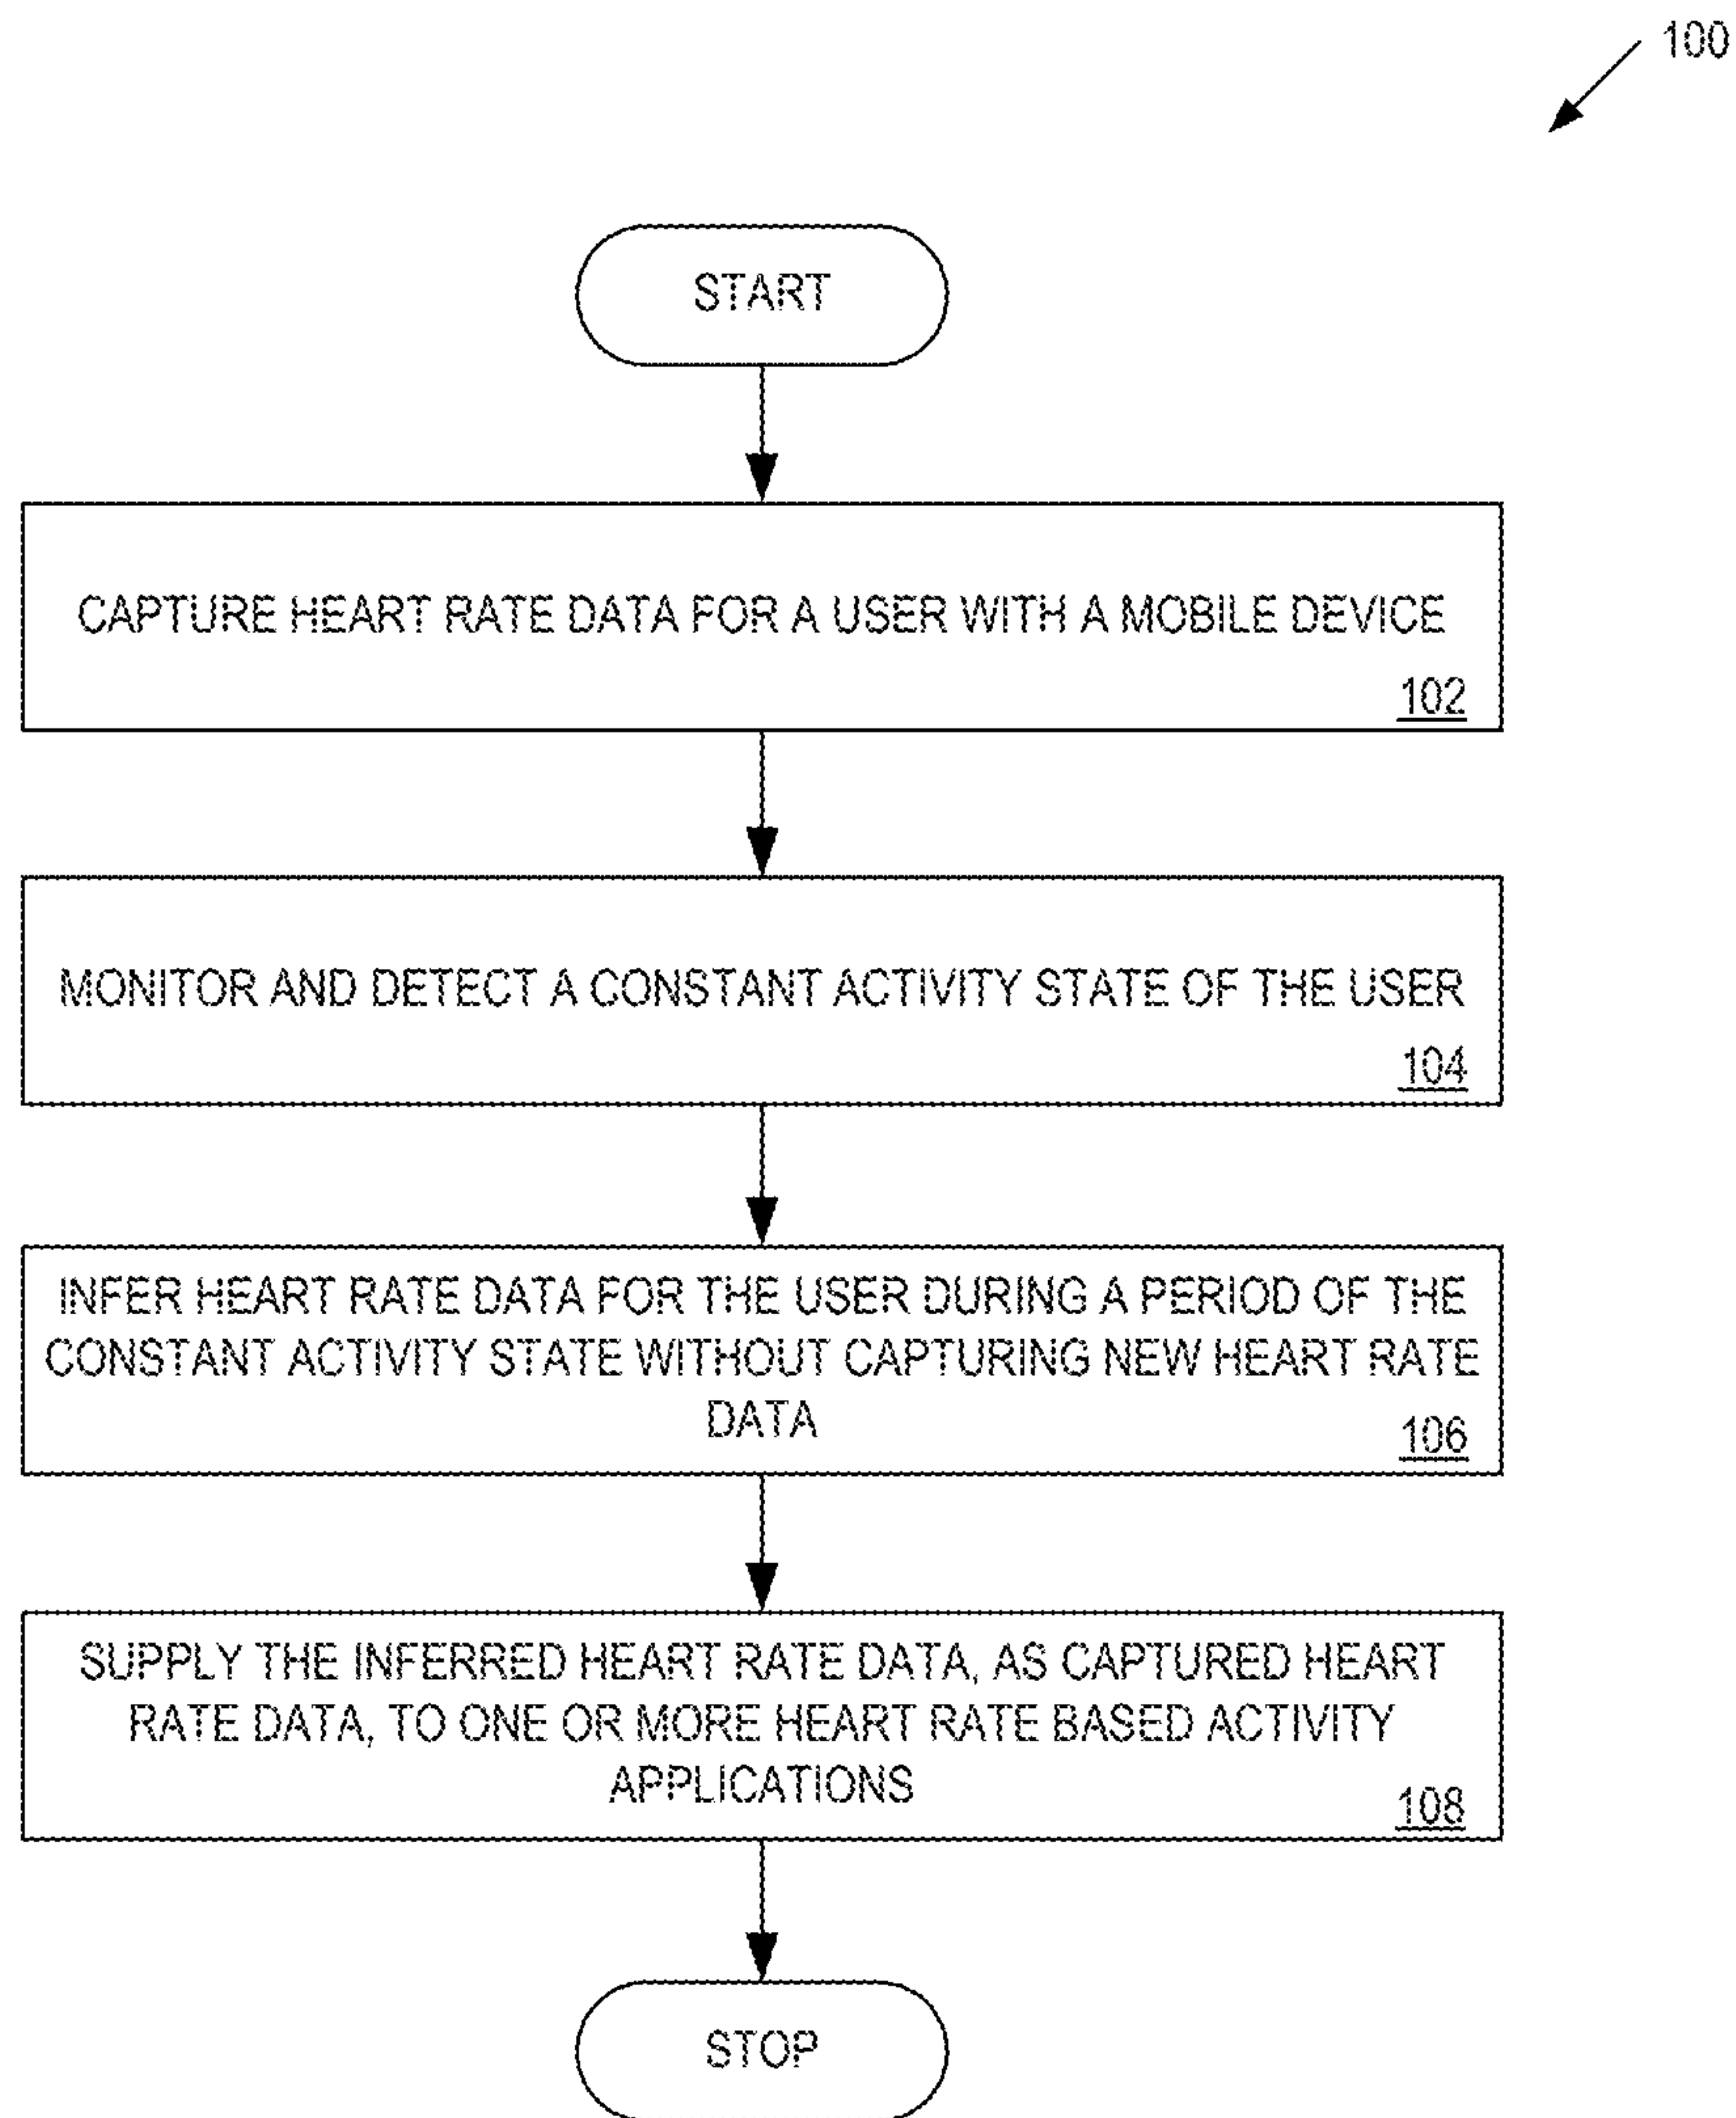 100
START
CAPTURE HEART RATE DATA FOR A USER WITH A MOBILE DEVICE
102
MONITOR AND DETECT A CONSTANT ACTIVITY STATE OF THE USER
104
INFER HEART RATE DATA FOR THE USER DURING A PERIOD OF THE
CONSTANT ACTIVITY STATE WITHOUT CAPTURING NEW HEART RATE
DATA
106
SUPPLY THE INFERRED HEART RATE DATA, AS CAPTURED HEART
RATE DATA, TO ONE OR MORE HEART RATE BASED ACTIVITY
APPLICATIONS
108
STOP